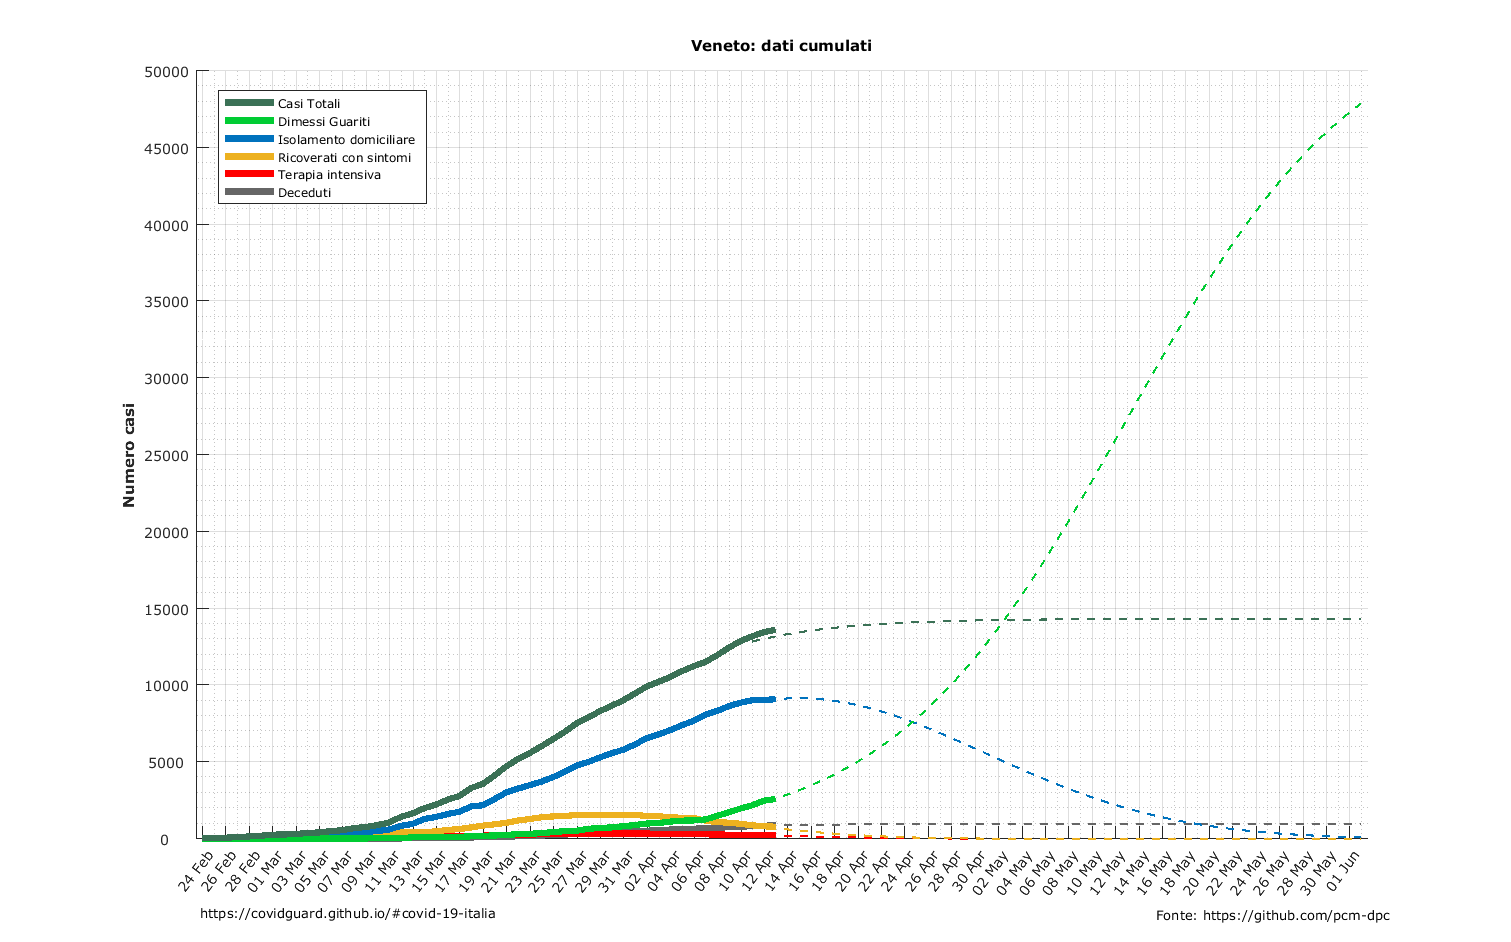 Veneto: dati cumulati
50000
45000
40000
35000
30000
25000
20000
15000
10000
5000
0
Numero casi
Casi Totali
Dimessi Guariti
Isolamento domiciliare
Ricoverati con sintomi
Terapia intensiva
Deceduti
24 Feb
26 Feb
28 Feb
01 Mar
03 Mar
05 Mar
07 Mar
09 Mar
11 Mar
13 Mar
15 Mar
17 Mar
19 Mar
21 Mar
23 Mar
25 Mar
27 Mar
29 Mar
31 Mar
02 Apr
04 Apr
06 Apr
08 Apr
10 Apr
12 Apr
14 Apr
16 Apr
18 Apr
20 Apr
22 Apr
24 Apr
26 Apr
28 Apr
30 Apr
02 May
04 May
06 May
08 May
10 May
12 May
14 May
16 May
18 May
20 May
22 May
24 May
26 May
28 May
30 May
01 Jun
https://covidguard.github.io/#covid-19-italia
Fonte: https://github.com/pcm-dpc